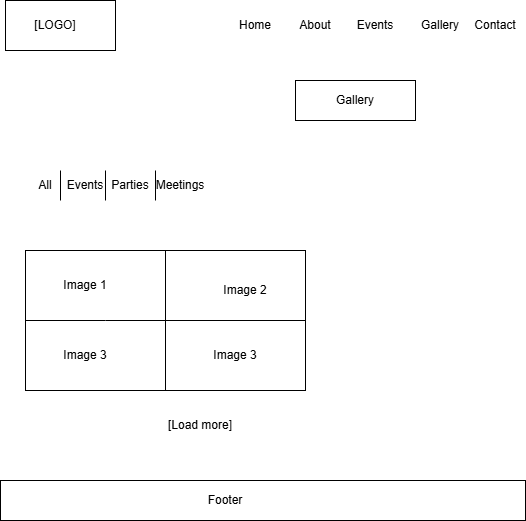 [LOGO] Home About Events Gallery Contact
Gallery
All Events Parties Meetings
Image 1 Image 2
Image 3 Image 3
[Load more]
Footer